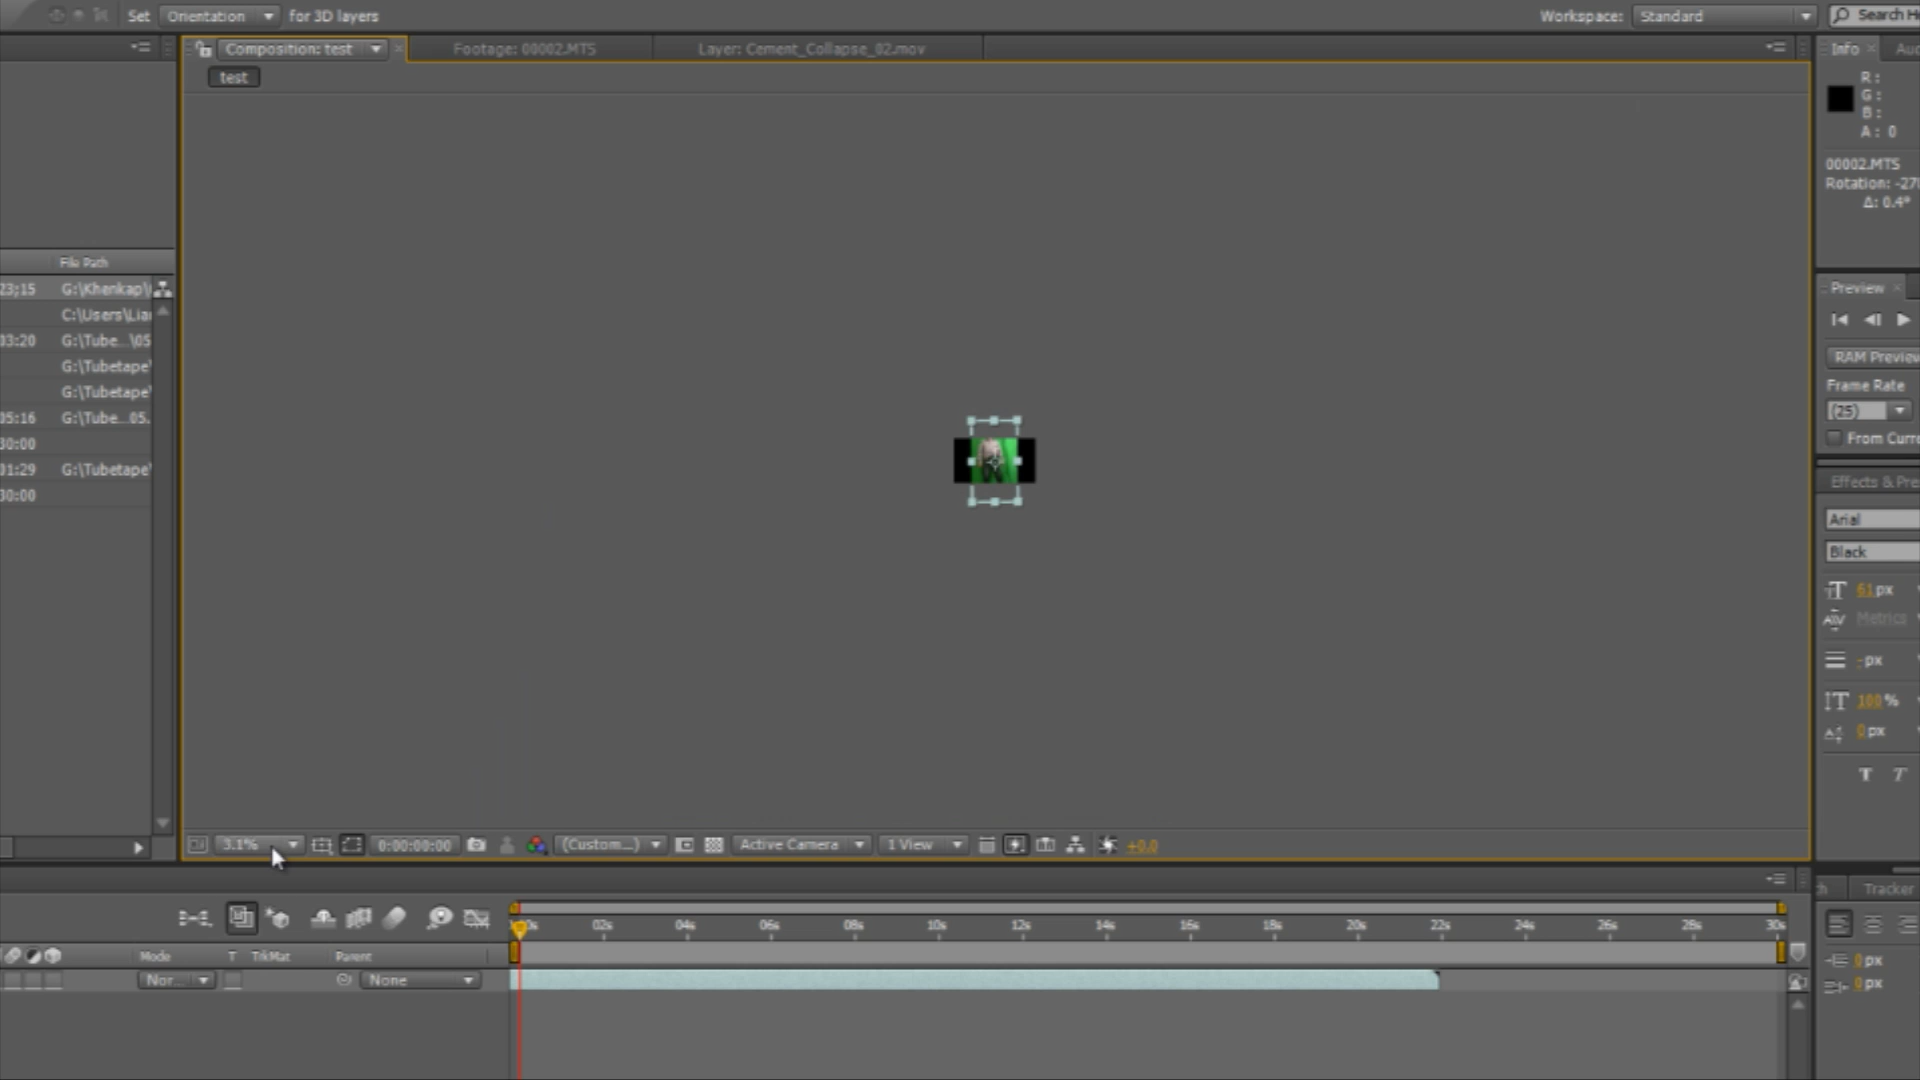 Set Orientation for 3D layers
Workspace: Standard
Search H
Composition: test
Footage: 00002.MTS
Layer: Cement_Collapse_02.mov
Info
Au
test
R:
G:
B:
A: 0
00002.MTS
Rotation: -27
Δ: 0.4°
File Path
23;15 G:\Khenkap\
C:\Users\Lia
03:20 G:\Tube...\05
G:\Tubetape\
G:\Tubetape\
05:16 G:\Tube...05.
30:00
01:29 G:\Tubetape\
30:00
Preview
RAM Preview
Frame Rate
(25)
From Curr
Effects & Pre
Arial
Black
61 px
Metrics
- px
100 %
0 px
T T
3.1%
0:00:00:00
(Custom...)
Active Camera
1 View
+0.0
Tracker
00s 02s 04s 06s 08s 10s 12s 14s 16s 18s 20s 22s 24s 26s 28s 30s
Mode T TrkMat Parent
Nor... None
0 px
0 px